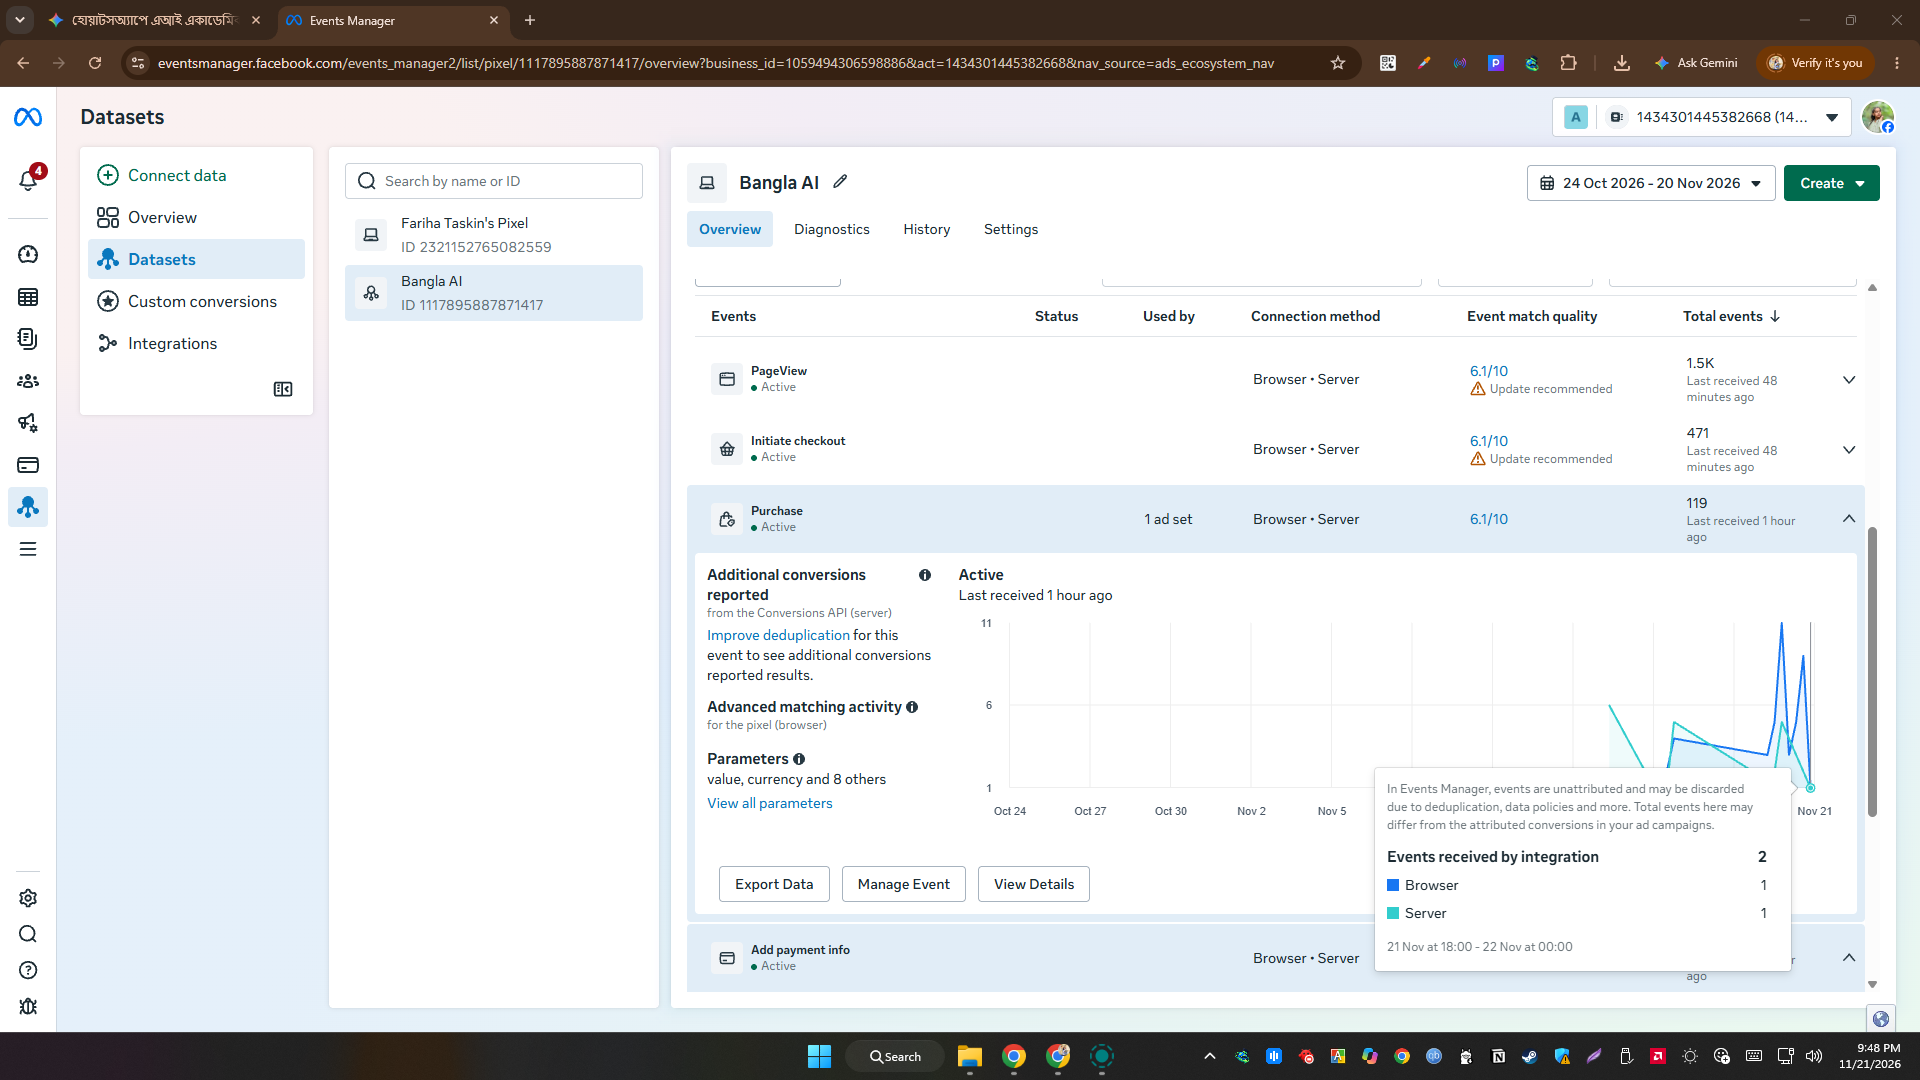 হোয়াটসঅ্যাপে এআই একাডেমি
Events Manager
eventsmanager.facebook.com/events_manager2/list/pixel/1117895887871417/overview?business_id=1059494306598886&act=1434301445382668&nav_source=ads_ecosystem_nav
Ask Gemini
Verify it's you
Datasets
A
1434301445382668 (14...
4
Connect data
Overview
Datasets
Custom conversions
Integrations
Search by name or ID
Fariha Taskin's Pixel
ID 2321152765082559
Bangla AI
ID 1117895887871417
Bangla AI
24 Oct 2026 - 20 Nov 2026
Create
Overview
Diagnostics
History
Settings
Events
Status
Used by
Connection method
Event match quality
Total events
PageView
Active
Browser • Server
6.1/10
Update recommended
1.5K
Last received 48
minutes ago
Initiate checkout
Active
Browser • Server
6.1/10
Update recommended
471
Last received 48
minutes ago
Purchase
Active
1 ad set
Browser • Server
6.1/10
119
Last received 1 hour
ago
Additional conversions
reported
from the Conversions API (server)
Improve deduplication for this
event to see additional conversions
reported results.
Advanced matching activity
for the pixel (browser)
Parameters
value, currency and 8 others
View all parameters
Active
Last received 1 hour ago
11
6
1
Oct 24
Oct 27
Oct 30
Nov 2
Nov 5
Nov 21
In Events Manager, events are unattributed and may be discarded
due to deduplication, data policies and more. Total events here may
differ from the attributed conversions in your ad campaigns.
Events received by integration 2
Browser 1
Server 1
21 Nov at 18:00 - 22 Nov at 00:00
Export Data
Manage Event
View Details
Add payment info
Active
Browser • Server
ago
Search
9:48 PM
11/21/2026